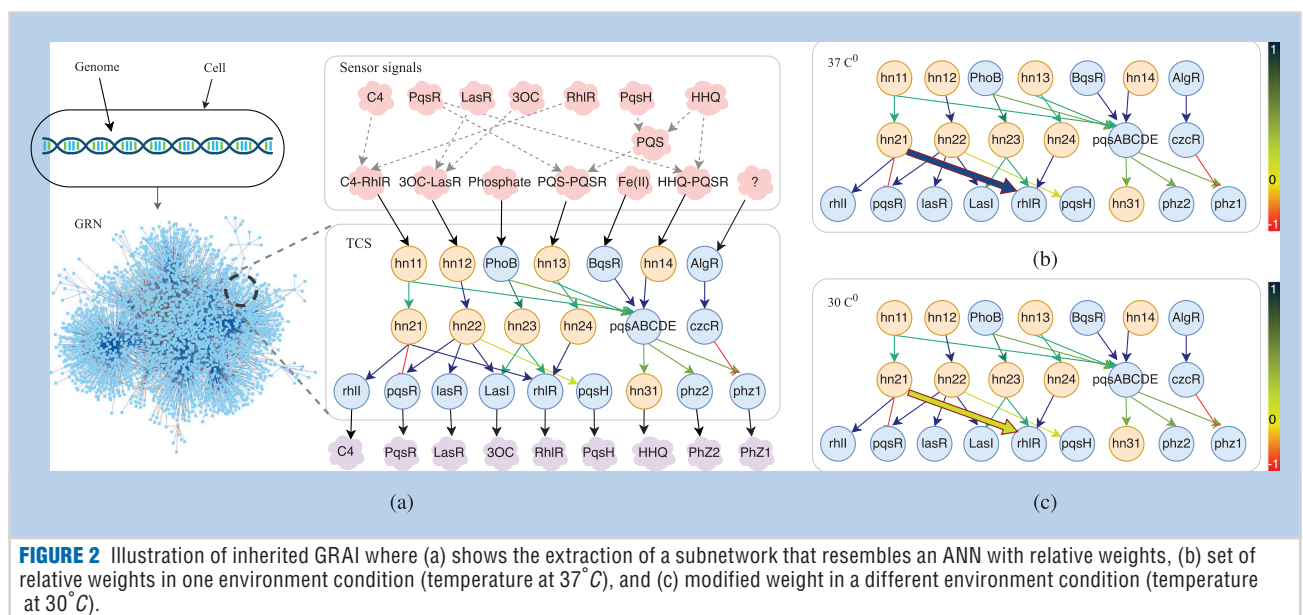 Genome
Cell
GRN
Sensor signals
C4 PqsR LasR 3OC RhlR PqsH HHQ
PQS
C4-RhlR 3OC-LasR Phosphate PQS-PQSR Fe(II) HHQ-PQSR ?
TCS
hn11 hn12 PhoB hn13 BqsR hn14 AlgR
hn21 hn22 hn23 hn24 pqsABCDE czcR
rhlI pqsR lasR LasI rhlR pqsH hn31 phz2 phz1
C4 PqsR LasR 3OC RhlR PqsH HHQ PhZ2 PhZ1
(a)
37 C⁰
hn11 hn12 PhoB hn13 BqsR hn14 AlgR
hn21 hn22 hn23 hn24 pqsABCDE czcR
rhlI pqsR lasR LasI rhlR pqsH hn31 phz2 phz1
1
0
-1
(b)
30 C⁰
hn11 hn12 PhoB hn13 BqsR hn14 AlgR
hn21 hn22 hn23 hn24 pqsABCDE czcR
rhlI pqsR lasR LasI rhlR pqsH hn31 phz2 phz1
1
0
-1
(c)
FIGURE 2 Illustration of inherited GRAI where (a) shows the extraction of a subnetwork that resembles an ANN with relative weights, (b) set of
relative weights in one environment condition (temperature at 37°C), and (c) modified weight in a different environment condition (temperature
at 30°C).